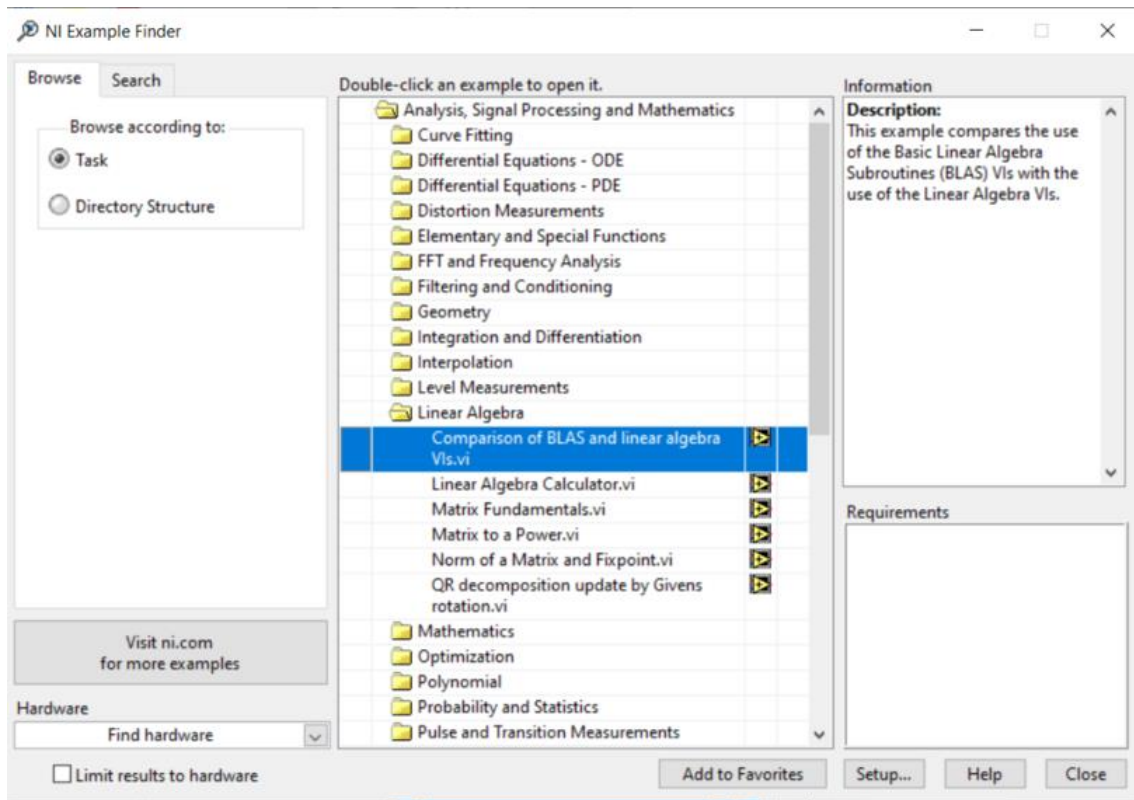 NI Example Finder
Browse
Search
Browse according to:
Task
Directory Structure
Visit ni.com
for more examples
Hardware
Find hardware
Limit results to hardware
Double-click an example to open it.
Analysis, Signal Processing and Mathematics
Curve Fitting
Differential Equations - ODE
Differential Equations - PDE
Distortion Measurements
Elementary and Special Functions
FFT and Frequency Analysis
Filtering and Conditioning
Geometry
Integration and Differentiation
Interpolation
Level Measurements
Linear Algebra
Comparison of BLAS and linear algebra
VIs.vi
Linear Algebra Calculator.vi
Matrix Fundamentals.vi
Matrix to a Power.vi
Norm of a Matrix and Fixpoint.vi
QR decomposition update by Givens
rotation.vi
Mathematics
Optimization
Polynomial
Probability and Statistics
Pulse and Transition Measurements
Information
Description:
This example compares the use
of the Basic Linear Algebra
Subroutines (BLAS) VIs with the
use of the Linear Algebra VIs.
Requirements
Add to Favorites
Setup...
Help
Close